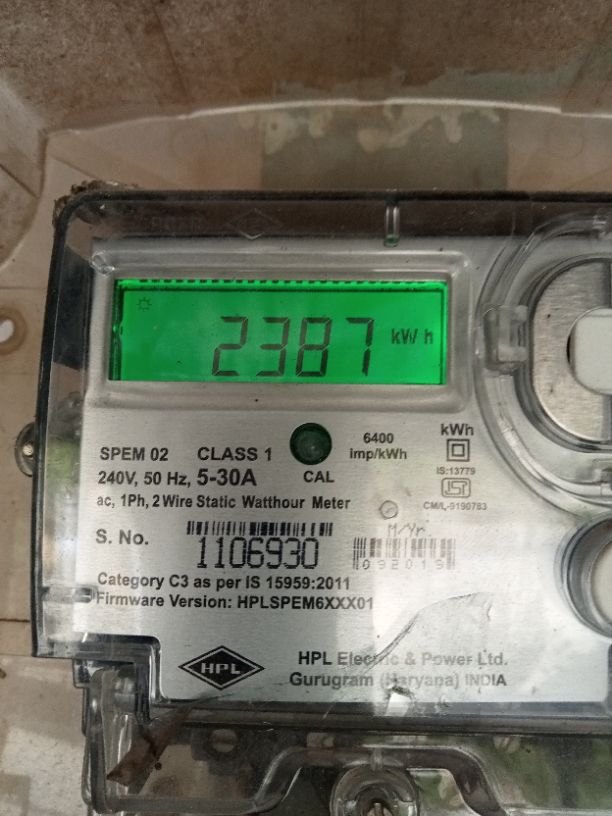 2387 kW h
SPEM 02 CLASS 1
240V, 50 Hz, 5-30A
ac, 1Ph, 2 Wire Static Watthour Meter
CAL
6400
imp/kWh
kWh
IS:13779
ISI
CM/L-9190783
S. No. 1106930
M/Yr
092019
Category C3 as per IS 15959:2011
Firmware Version: HPLSPEM6XXX01
HPL
HPL Electric & Power Ltd.
Gurugram (Haryana) INDIA